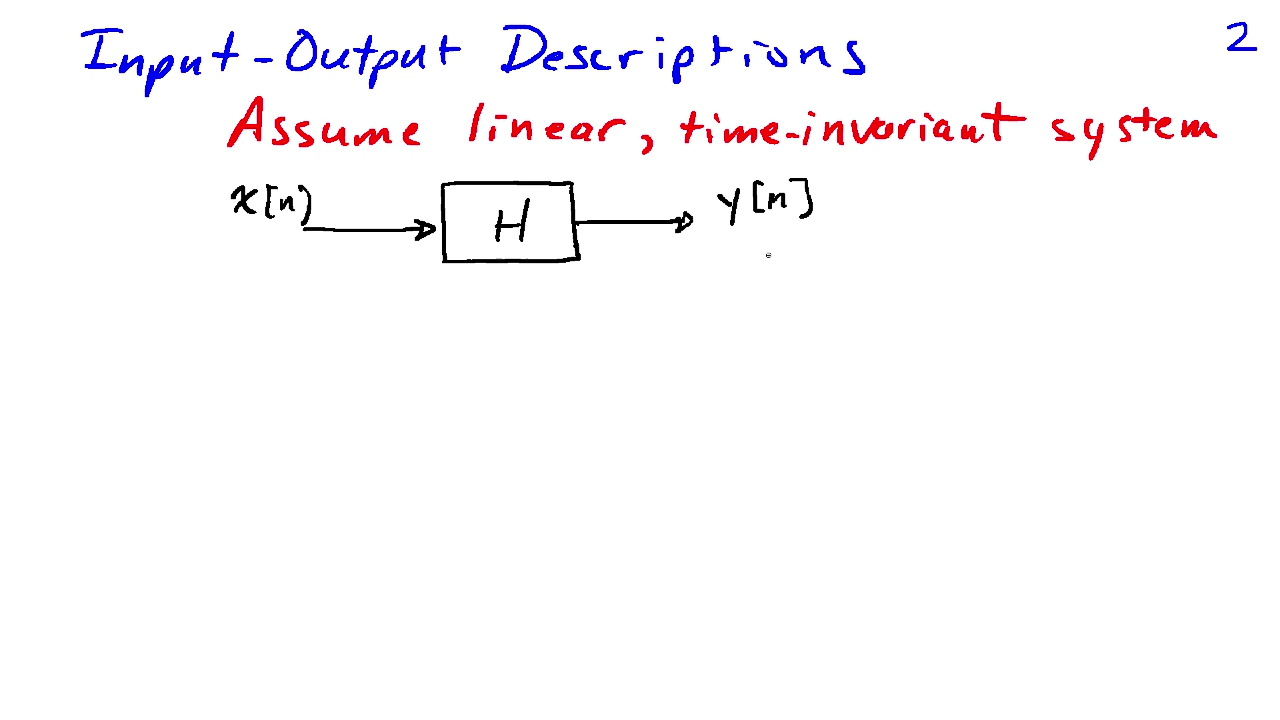 Input-Output Descriptions 2
Assume linear, time-invariant system
x[n] H y[n]